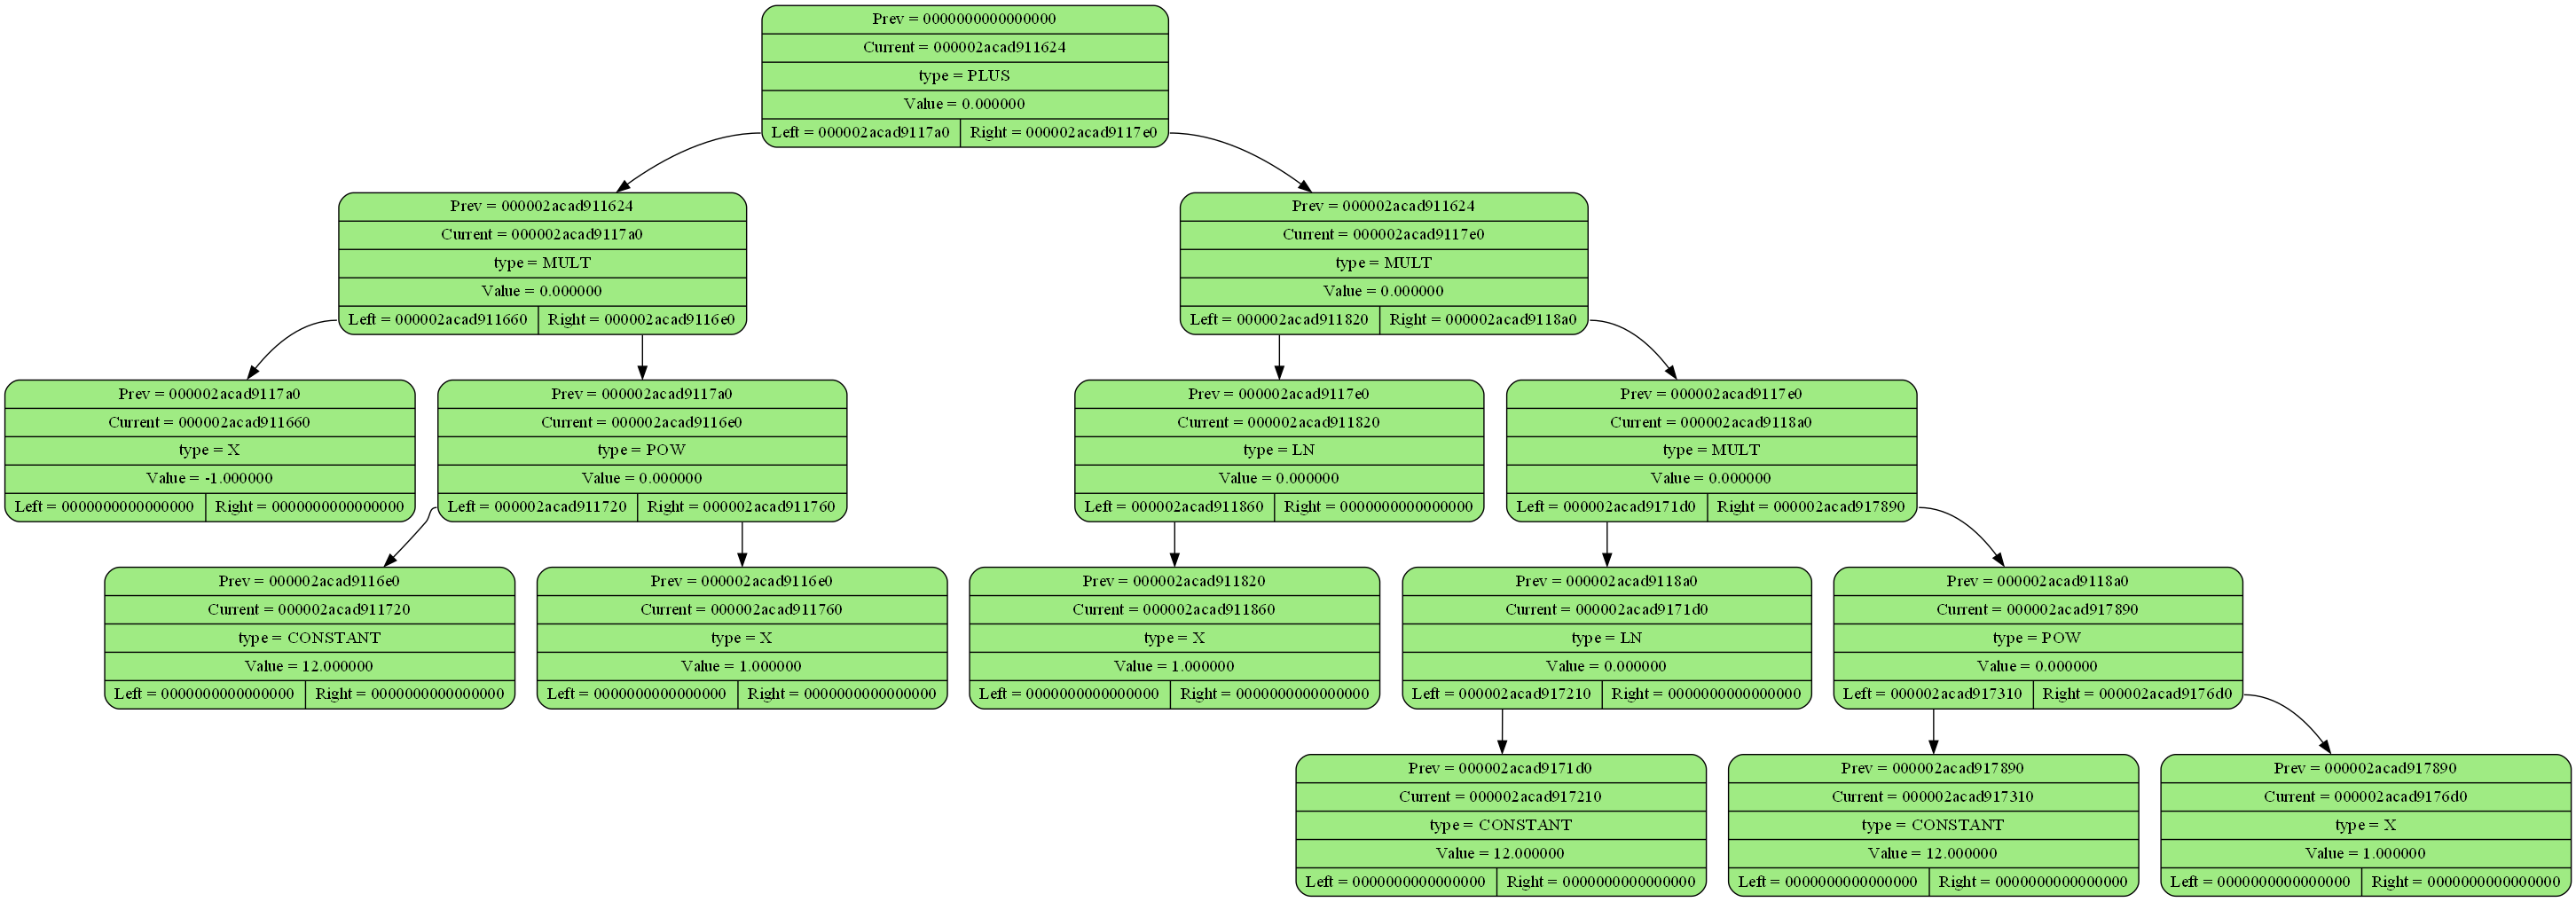 Prev = 0000000000000000
Current = 000002acad911624
type = PLUS
Value = 0.000000
Left = 000002acad9117a0 Right = 000002acad9117e0
Prev = 000002acad911624
Current = 000002acad9117a0
type = MULT
Value = 0.000000
Left = 000002acad911660 Right = 000002acad9116e0
Prev = 000002acad911624
Current = 000002acad9117e0
type = MULT
Value = 0.000000
Left = 000002acad911820 Right = 000002acad9118a0
Prev = 000002acad9117a0
Current = 000002acad911660
type = X
Value = -1.000000
Left = 0000000000000000 Right = 0000000000000000
Prev = 000002acad9117a0
Current = 000002acad9116e0
type = POW
Value = 0.000000
Left = 000002acad911720 Right = 000002acad911760
Prev = 000002acad9117e0
Current = 000002acad911820
type = LN
Value = 0.000000
Left = 000002acad911860 Right = 0000000000000000
Prev = 000002acad9117e0
Current = 000002acad9118a0
type = MULT
Value = 0.000000
Left = 000002acad9171d0 Right = 000002acad917890
Prev = 000002acad9116e0
Current = 000002acad911720
type = CONSTANT
Value = 12.000000
Left = 0000000000000000 Right = 0000000000000000
Prev = 000002acad9116e0
Current = 000002acad911760
type = X
Value = 1.000000
Left = 0000000000000000 Right = 0000000000000000
Prev = 000002acad911820
Current = 000002acad911860
type = X
Value = 1.000000
Left = 0000000000000000 Right = 0000000000000000
Prev = 000002acad9118a0
Current = 000002acad9171d0
type = LN
Value = 0.000000
Left = 000002acad917210 Right = 0000000000000000
Prev = 000002acad9118a0
Current = 000002acad917890
type = POW
Value = 0.000000
Left = 000002acad917310 Right = 000002acad9176d0
Prev = 000002acad9171d0
Current = 000002acad917210
type = CONSTANT
Value = 12.000000
Left = 0000000000000000 Right = 0000000000000000
Prev = 000002acad917890
Current = 000002acad917310
type = CONSTANT
Value = 12.000000
Left = 0000000000000000 Right = 0000000000000000
Prev = 000002acad917890
Current = 000002acad9176d0
type = X
Value = 1.000000
Left = 0000000000000000 Right = 0000000000000000